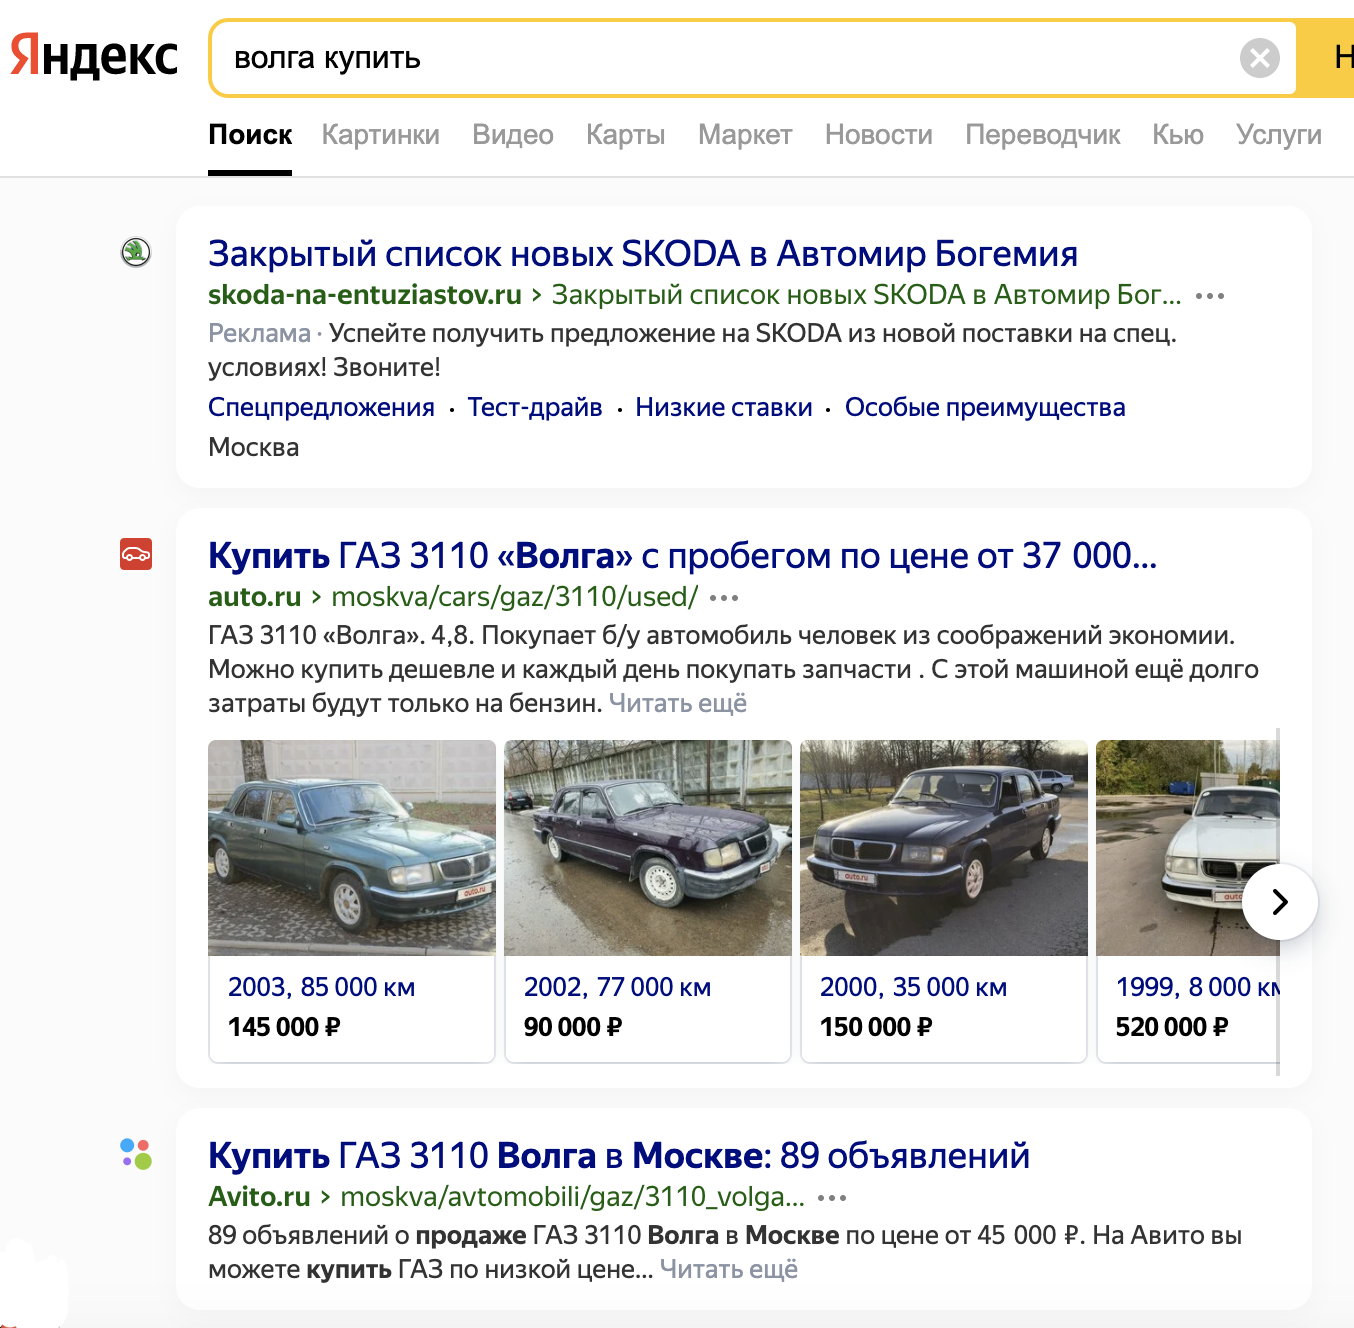 Яндекс
волга купить
Н
Поиск Картинки Видео Карты Маркет Новости Переводчик Кью Услуги
Закрытый список новых SKODA в Автомир Богемия
skoda-na-entuziastov.ru › Закрытый список новых SKODA в Автомир Бог...
Реклама · Успейте получить предложение на SKODA из новой поставки на спец.
условиях! Звоните!
Спецпредложения · Тест-драйв · Низкие ставки · Особые преимущества
Москва
Купить ГАЗ 3110 «Волга» с пробегом по цене от 37 000...
auto.ru › moskva/cars/gaz/3110/used/
ГАЗ 3110 «Волга». 4,8. Покупает б/у автомобиль человек из соображений экономии.
Можно купить дешевле и каждый день покупать запчасти . С этой машиной ещё долго
затраты будут только на бензин. Читать ещё
auto.ru
auto.ru
2003, 85 000 км
145 000 ₽
2002, 77 000 км
90 000 ₽
2000, 35 000 км
150 000 ₽
1999, 8 000 км
520 000 ₽
Купить ГАЗ 3110 Волга в Москве: 89 объявлений
Avito.ru › moskva/avtomobili/gaz/3110_volga...
89 объявлений о продаже ГАЗ 3110 Волга в Москве по цене от 45 000 ₽. На Авито вы
можете купить ГАЗ по низкой цене... Читать ещё